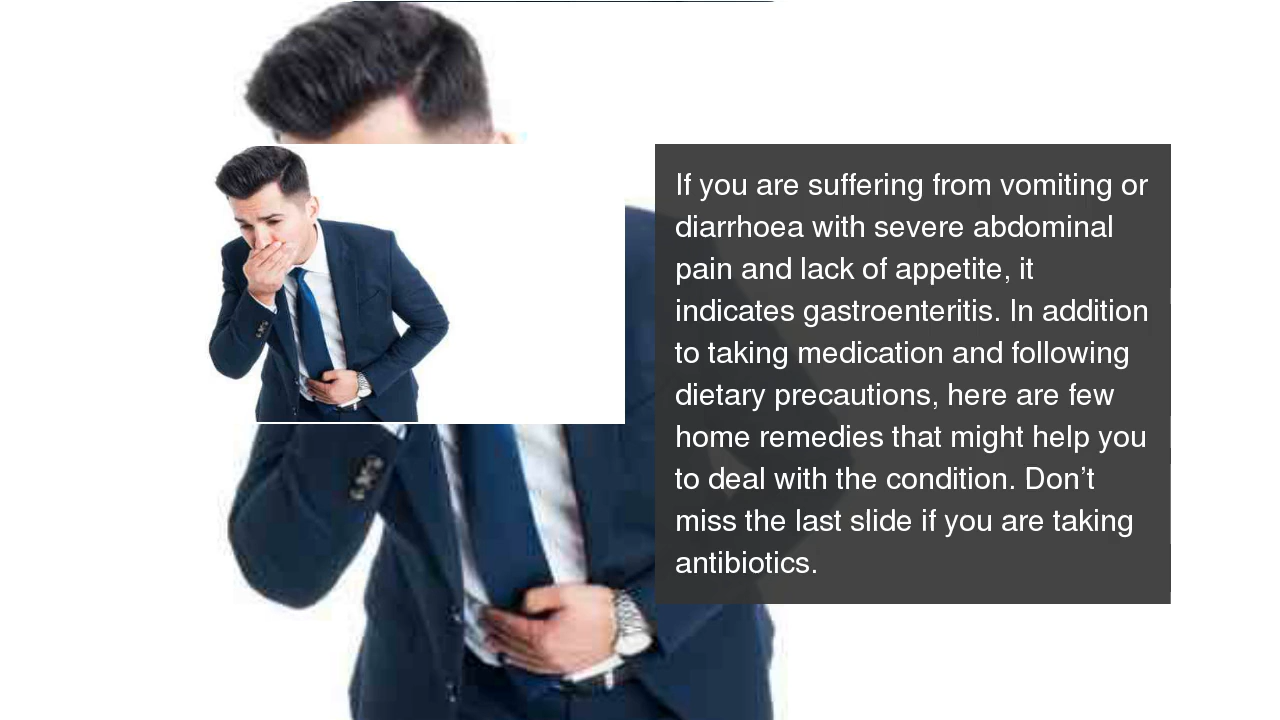 If you are suffering from vomiting or
diarrhoea with severe abdominal
pain and lack of appetite, it
indicates gastroenteritis. In addition
to taking medication and following
dietary precautions, here are few
home remedies that might help you
to deal with the condition. Don’t
miss the last slide if you are taking
antibiotics.